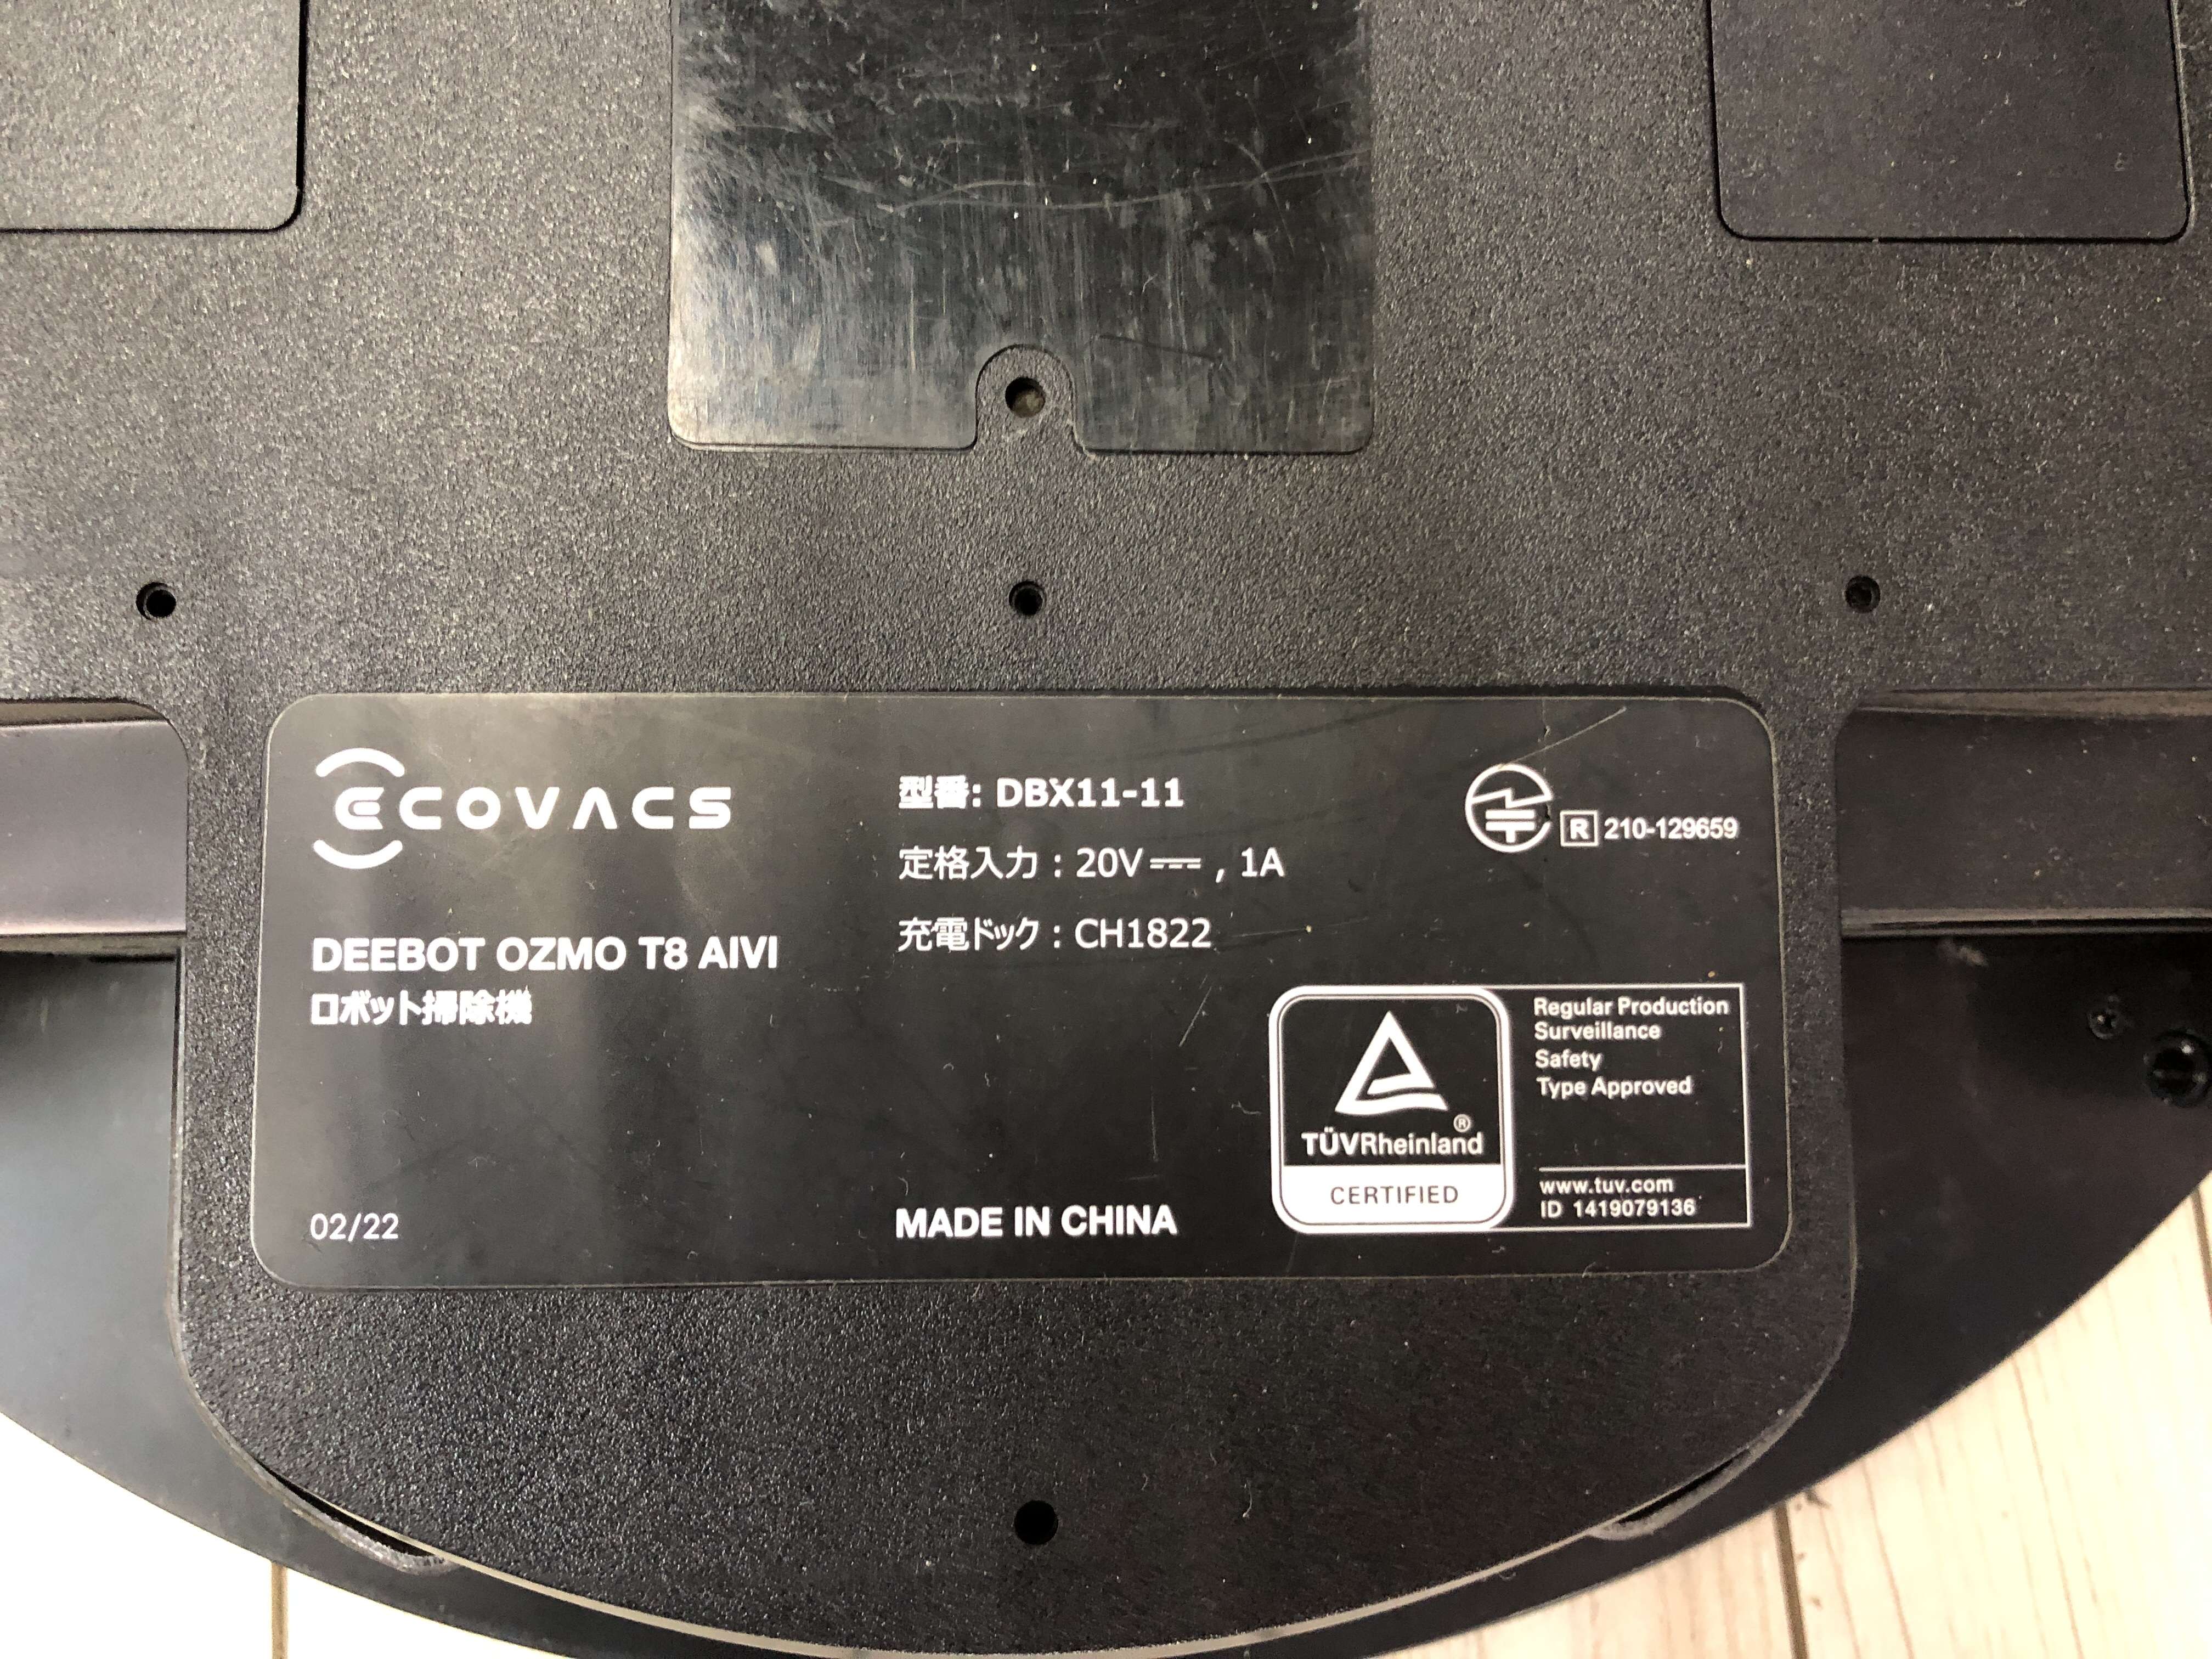 ECOVACS
DEEBOT OZMO T8 AIVI
ロボット掃除機
02/22
型番: DBX11-11
定格入力 : 20V⎓ , 1A
充電ドック : CH1822
MADE IN CHINA
R 210-129659
TÜVRheinland®
CERTIFIED
Regular Production
Surveillance
Safety
Type Approved
www.tuv.com
ID 1419079136